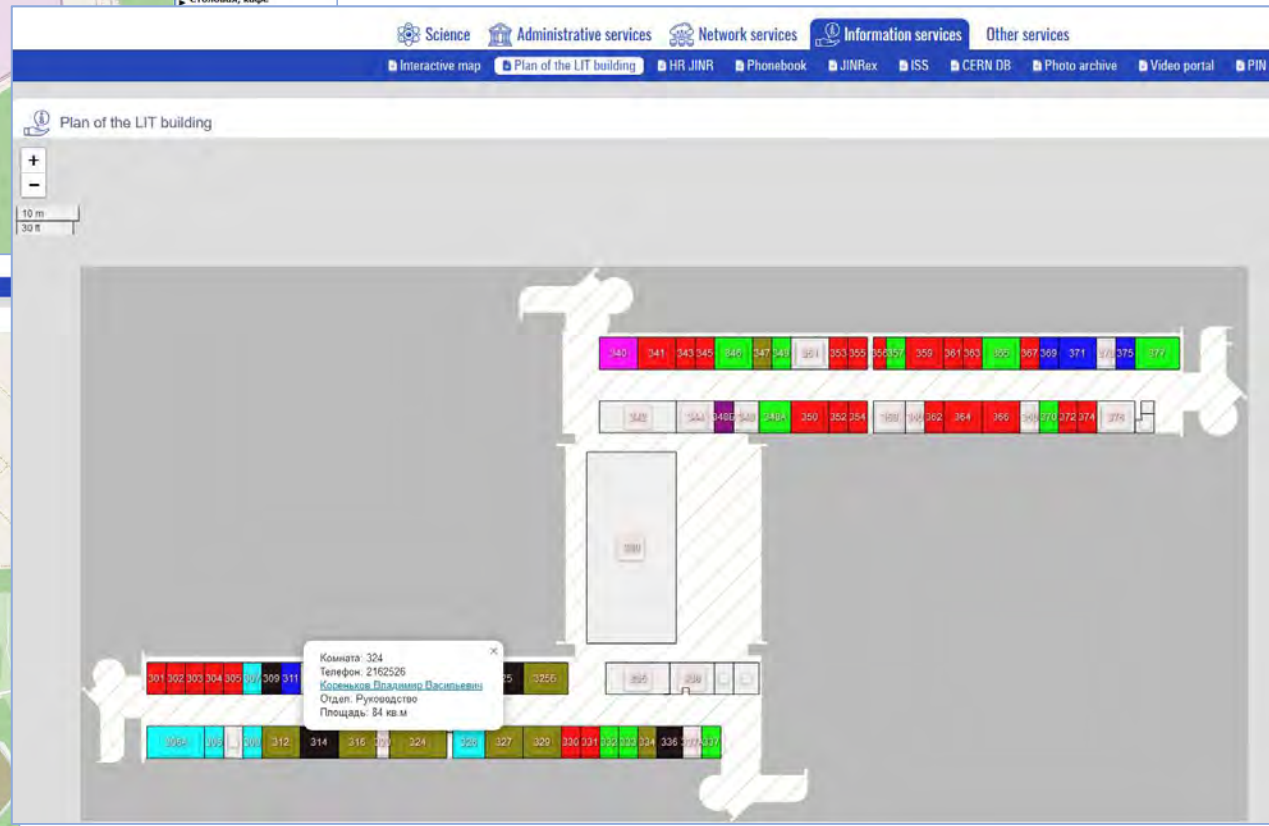 Столовая, кафе
Science Administrative services Network services Information services Other services
Interactive map Plan of the LIT building HR JINR Phonebook JINRex ISS CERN DB Photo archive Video portal PIN
Plan of the LIT building
+
−
10 m
30 ft
340 341 343 345 346 347 349 351 353 355 357 359 361 363 365 367 369 371 375 377
342 344 348A 350 352 354 362 364 366 370 372 374 376
301 302 303 304 305 309 311 325Б
312 314 316 324 327 329 330 331 332 333 334 336 337
Комната: 324
Телефон: 2162526
Кореньков Владимир Васильевич
Отдел: Руководство
Площадь: 84 кв.м
×